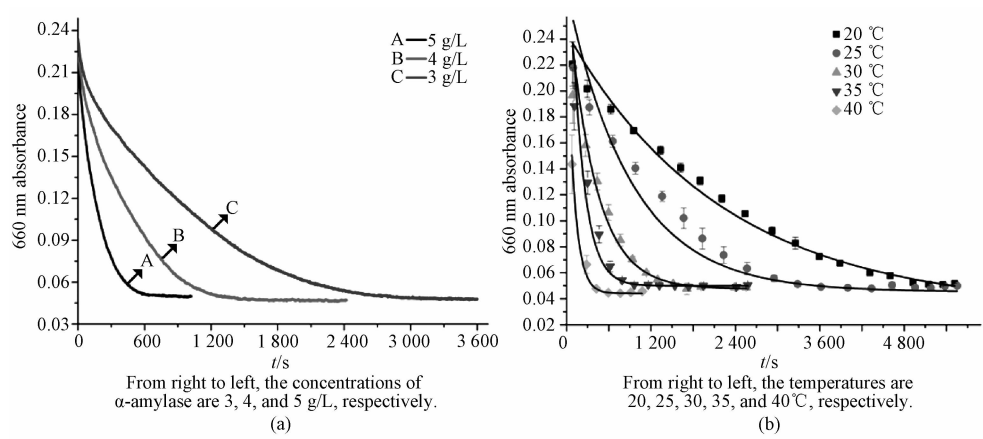 0.24
0.21
0.18
0.15
0.12
0.09
0.06
0.03
660 nm absorbance
A 5 g/L
B 4 g/L
C 3 g/L
A
B
C
0 600 1 200 1 800 2 400 3 000 3 600
t/s
From right to left, the concentrations of
α-amylase are 3, 4, and 5 g/L, respectively.
(a)
0.24
0.22
0.20
0.18
0.16
0.14
0.12
0.10
0.08
0.06
0.04
0.02
660 nm absorbance
20 ℃
25 ℃
30 ℃
35 ℃
40 ℃
0 1 200 2 400 3 600 4 800
t/s
From right to left, the temperatures are
20, 25, 30, 35, and 40℃, respectively.
(b)